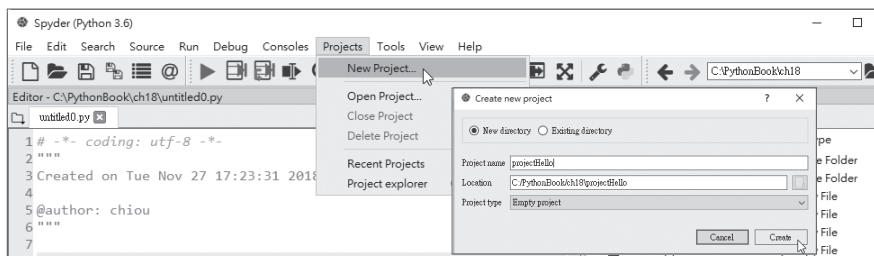 Spyder (Python 3.6)
File Edit Search Source Run Debug Consoles Projects Tools View Help
New Project...
C:\PythonBook\ch18
Editor - C:\PythonBook\ch18\untitled0.py
untitled0.py
1 # -*- coding: utf-8 -*-
2 """
3 Created on Tue Nov 27 17:23:31 2018
4
5 @author: chiou
6 """
7
Open Project...
Close Project
Delete Project
Recent Projects
Project explorer
Create new project
New directory Existing directory
Project name projectHello
Location C:/PythonBook/ch18\projectHello
Project type Empty project
Cancel Create
Folder
Folder
File
File
File
File